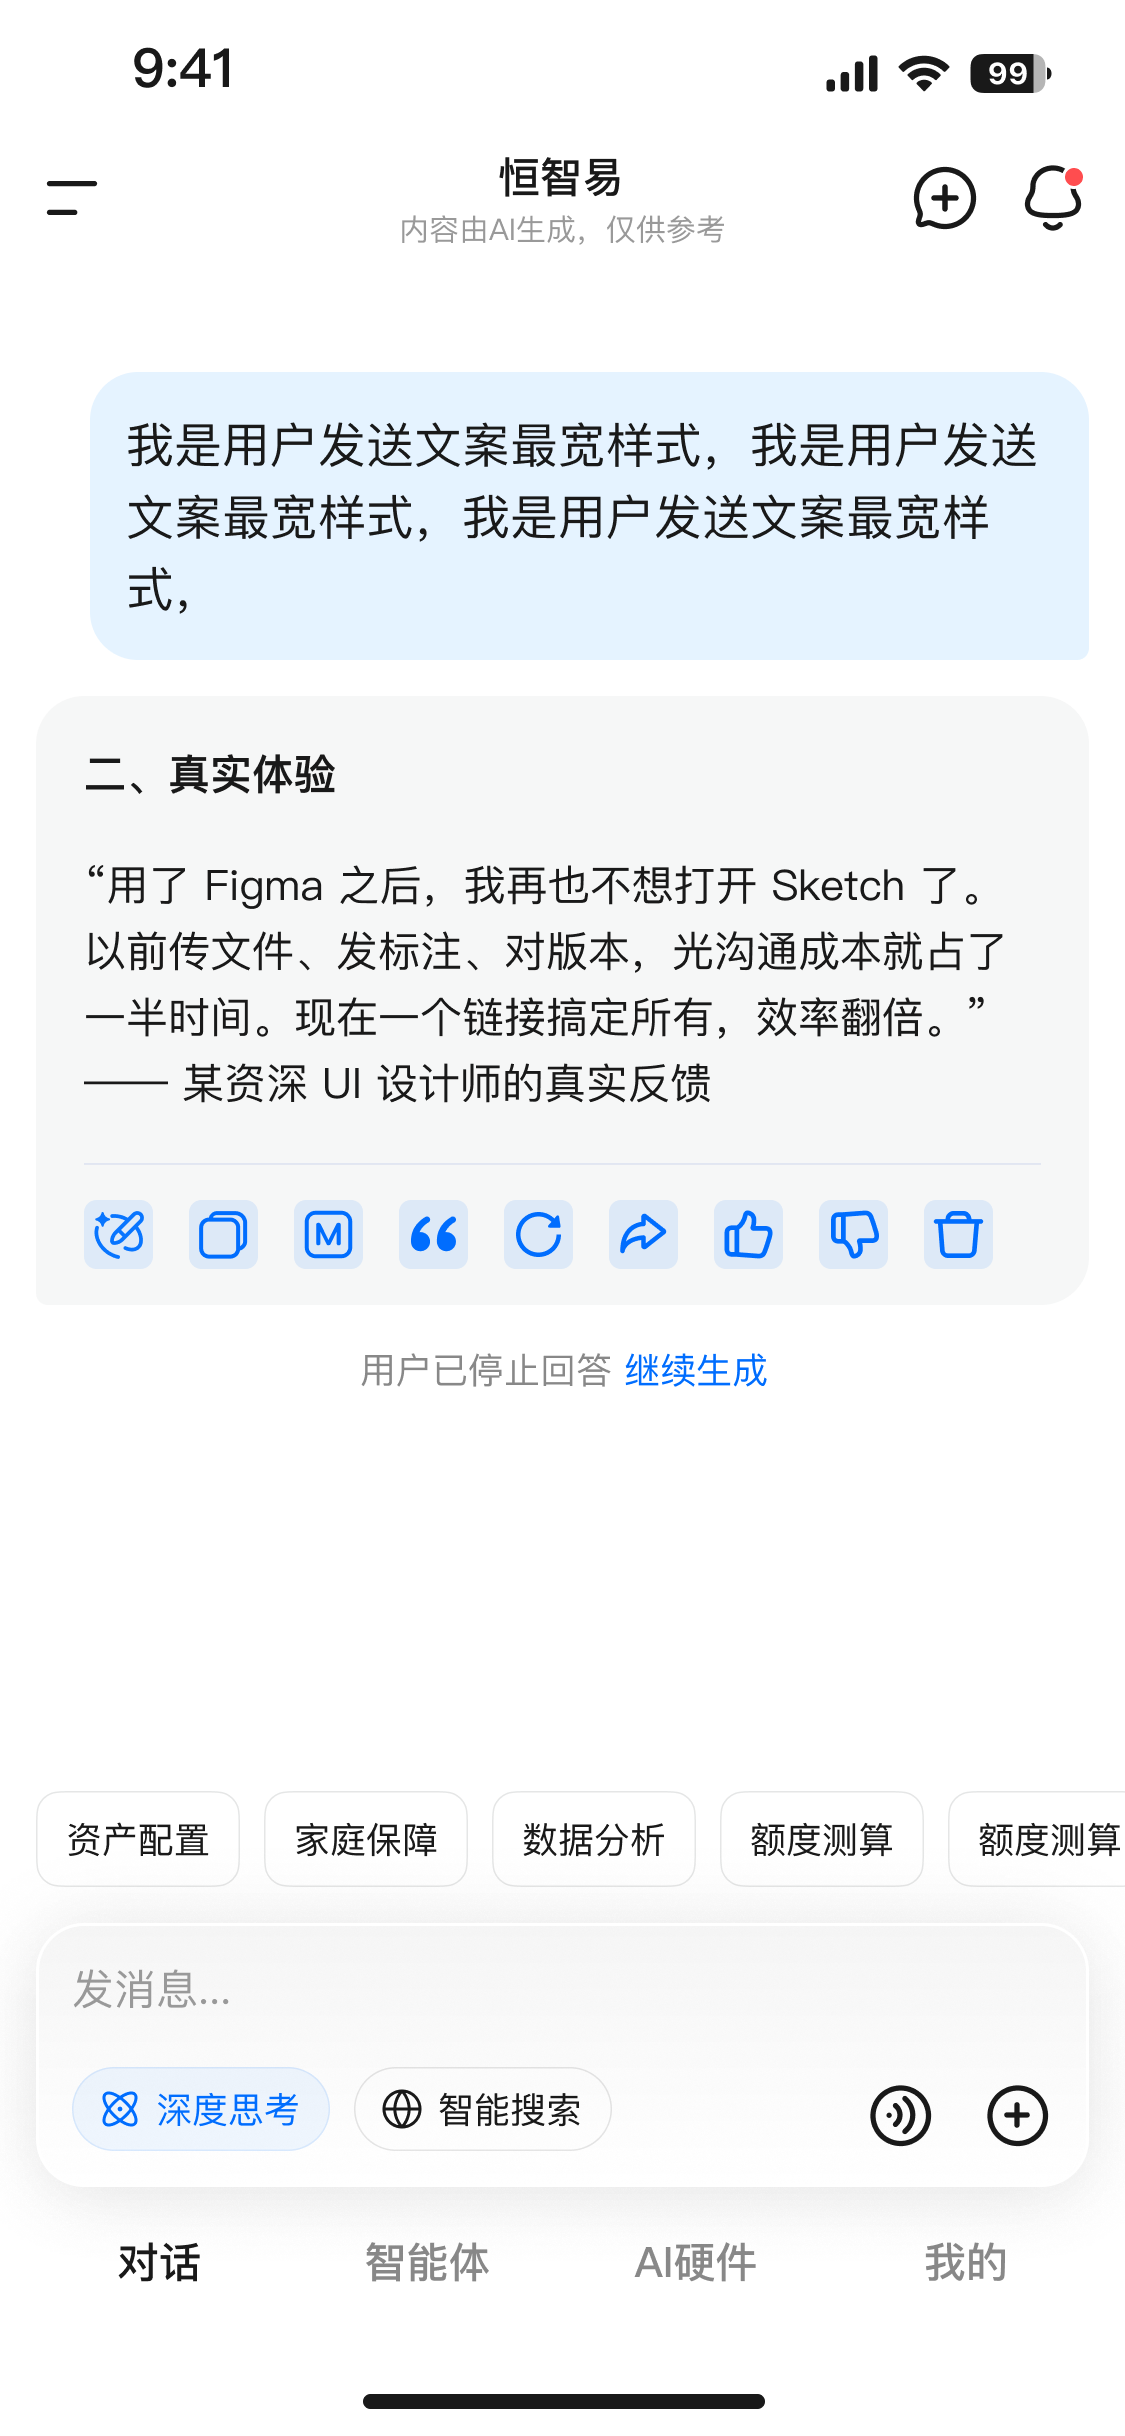 9:41
99
恒智易
内容由AI生成，仅供参考
我是用户发送文案最宽样式，我是用户发送
文案最宽样式，我是用户发送文案最宽样
式，
二、真实体验
“用了 Figma 之后，我再也不想打开 Sketch 了。
以前传文件、发标注、对版本，光沟通成本就占了
一半时间。现在一个链接搞定所有，效率翻倍。”
—— 某资深 UI 设计师的真实反馈
M
用户已停止回答 继续生成
资产配置 家庭保障 数据分析 额度测算 额度测算
发消息...
深度思考 智能搜索
对话 智能体 AI硬件 我的